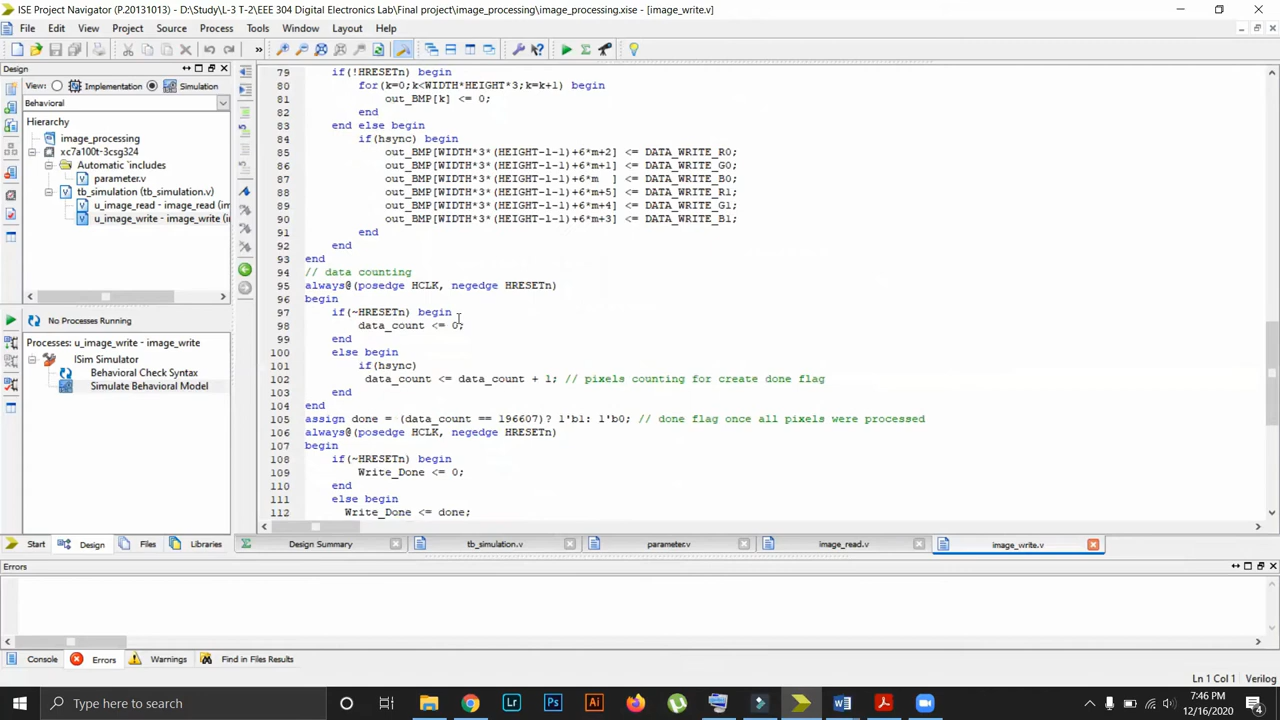 ISE Project Navigator (P.20131013) - D:\Study\L-3 T-2\EEE 304 Digital Electronics Lab\Final project\image_processing\image_processing.xise - [image_write.v]
File Edit View Project Source Process Tools Window Layout Help
Design
View: Implementation Simulation
Behavioral
Hierarchy
image_processing
xc7a100t-3csg324
Automatic `includes
parameter.v
tb_simulation (tb_simulation.v)
u_image_read - image_read (i
u_image_write - image_write (i
No Processes Running
Processes: u_image_write - image_write
ISim Simulator
Behavioral Check Syntax
Simulate Behavioral Model
Start Design Files Libraries
79 if(!HRESETn) begin
80 for(k=0;k<WIDTH*HEIGHT*3;k=k+1) begin
81 out_BMP[k] <= 0;
82 end
83 end else begin
84 if(hsync) begin
85 out_BMP[WIDTH*3*(HEIGHT-l-1)+6*m+2] <= DATA_WRITE_R0;
86 out_BMP[WIDTH*3*(HEIGHT-l-1)+6*m+1] <= DATA_WRITE_G0;
87 out_BMP[WIDTH*3*(HEIGHT-l-1)+6*m  ] <= DATA_WRITE_B0;
88 out_BMP[WIDTH*3*(HEIGHT-l-1)+6*m+5] <= DATA_WRITE_R1;
89 out_BMP[WIDTH*3*(HEIGHT-l-1)+6*m+4] <= DATA_WRITE_G1;
90 out_BMP[WIDTH*3*(HEIGHT-l-1)+6*m+3] <= DATA_WRITE_B1;
91 end
92 end
93 end
94 // data counting
95 always@(posedge HCLK, negedge HRESETn)
96 begin
97 if(~HRESETn) begin
98 data_count <= 0;
99 end
100 else begin
101 if(hsync)
102 data_count <= data_count + 1; // pixels counting for create done flag
103 end
104 end
105 assign done = (data_count == 196607)? 1'b1: 1'b0; // done flag once all pixels were processed
106 always@(posedge HCLK, negedge HRESETn)
107 begin
108 if(~HRESETn) begin
109 Write_Done <= 0;
110 end
111 else begin
112 Write_Done <= done;
Design Summary tb_simulation.v parameter.v image_read.v image_write.v
Errors
Console Errors Warnings Find in Files Results
Ln 1 Col 1 Verilog
Type here to search
7:46 PM
12/16/2020